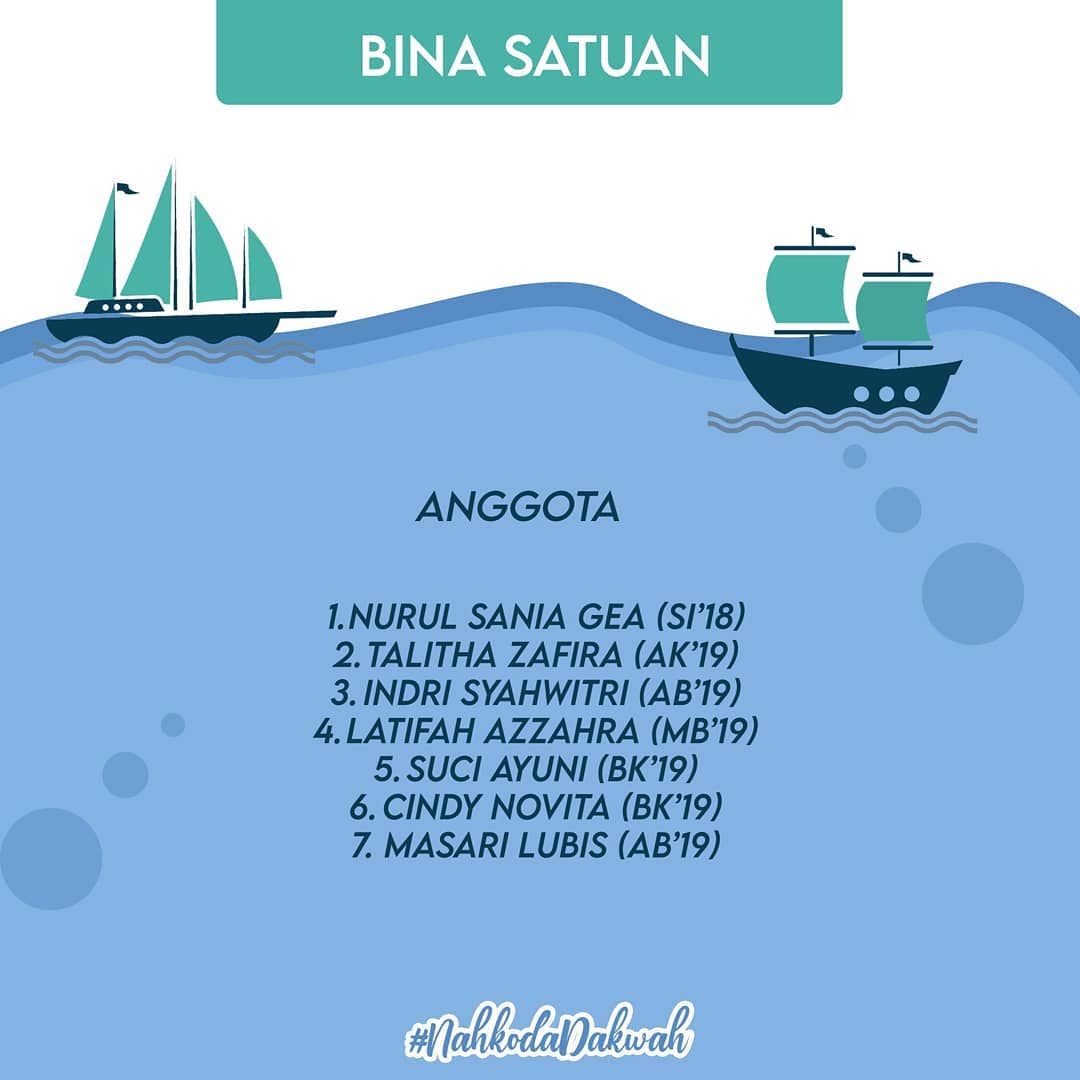 BINA SATUAN
ANGGOTA
1. NURUL SANIA GEA (SI'18)
2. TALITHA ZAFIRA (AK'19)
3. INDRI SYAHWITRI (AB'19)
4. LATIFAH AZZAHRA (MB'19)
5. SUCI AYUNI (BK'19)
6. CINDY NOVITA (BK'19)
7. MASARI LUBIS (AB'19)
#NahkodaDakwah